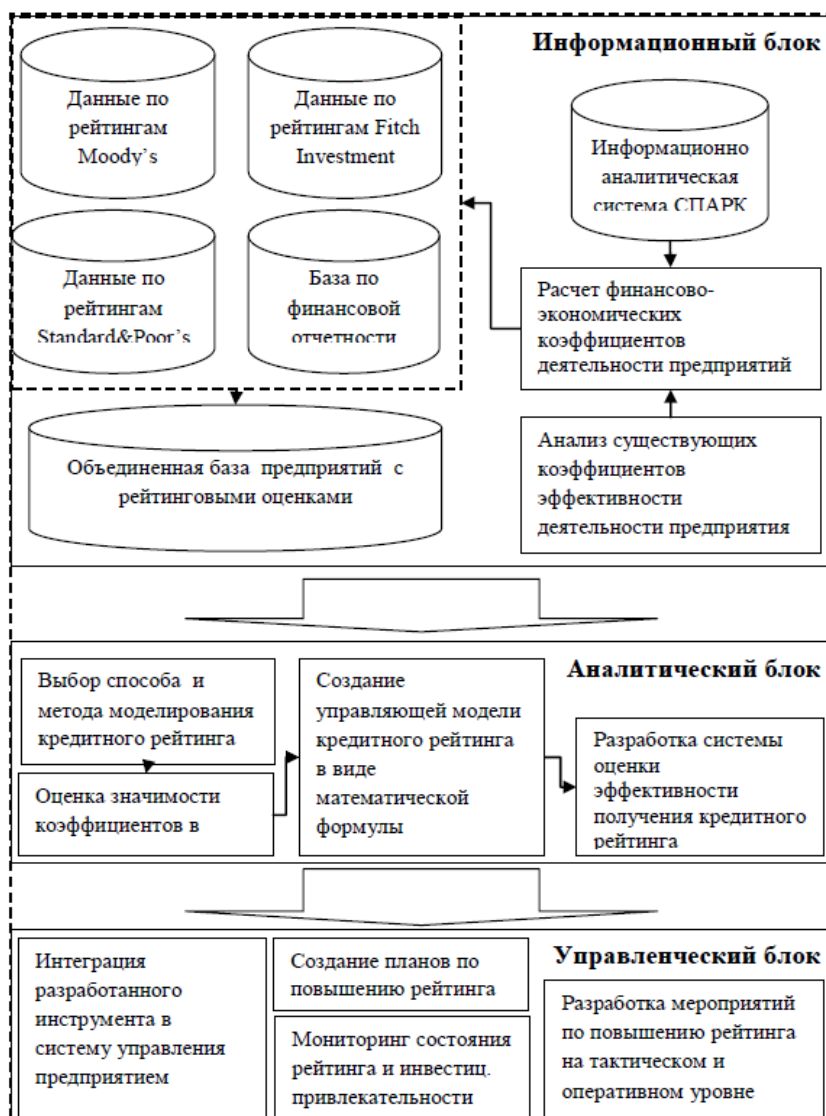 Информационный блок
Данные по
рейтингам
Moody's
Данные по
рейтингам Fitch
Investment
Информационно
аналитическая
система СПАРК
Данные по
рейтингам
Standard&Poor's
База по
финансовой
отчетности
Расчет финансово-
экономических
коэффициентов
деятельности предприятий
Объединенная база предприятий с
рейтинговыми оценками
Анализ существующих
коэффициентов
эффективности
деятельности предприятия
Аналитический блок
Выбор способа и
метода моделирования
кредитного рейтинга
Оценка значимости
коэффициентов в
Создание
управляющей модели
кредитного рейтинга
в виде
математической
формулы
Разработка системы
оценки
эффективности
получения кредитного
рейтинга
Управленческий блок
Интеграция
разработанного
инструмента в
систему управления
предприятием
Создание планов по
повышению рейтинга
Мониторинг состояния
рейтинга и инвестиц.
привлекательности
Разработка мероприятий
по повышению рейтинга
на тактическом и
оперативном уровне